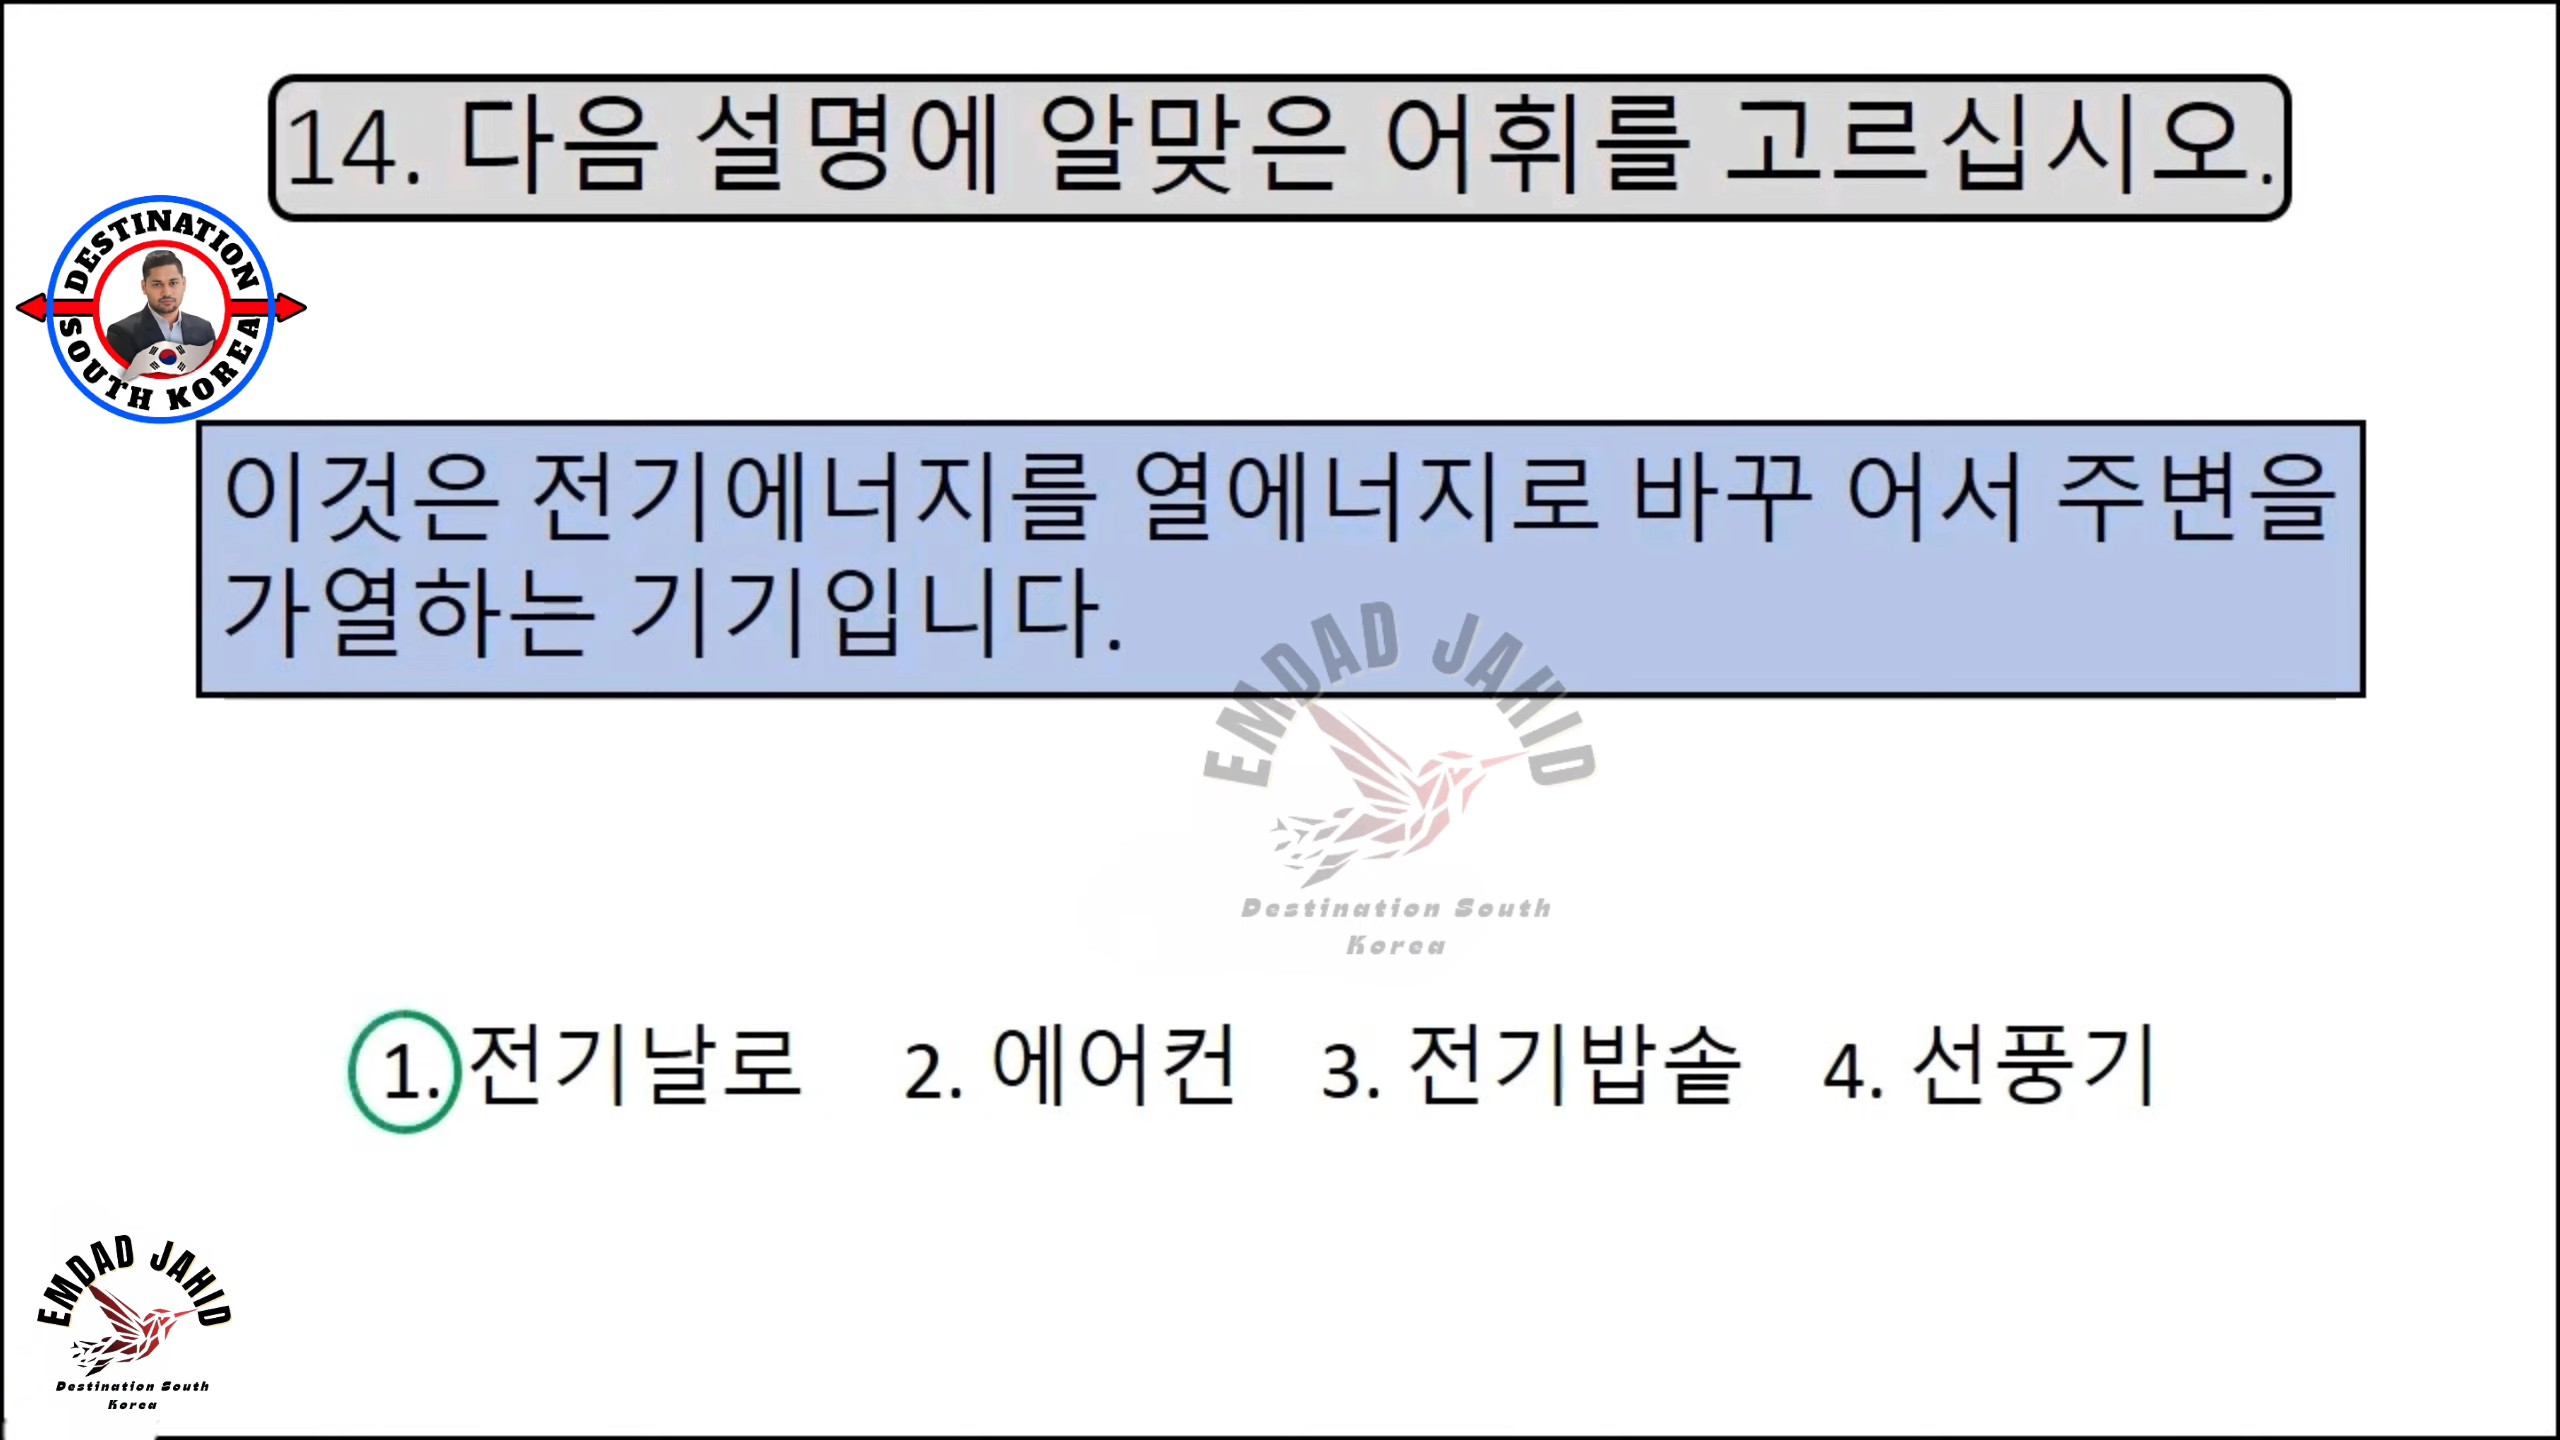 14. 다음 설명에 알맞은 어휘를 고르십시오.
DESTINATION
SOUTH KOREA
이것은 전기에너지를 열에너지로 바꾸 어서 주변을
가열하는 기기입니다.
EMDAD JAHID
Destination South
Korea
1. 전기날로 2. 에어컨 3. 전기밥솥 4. 선풍기
EMDAD JAHID
Destination South
Korea